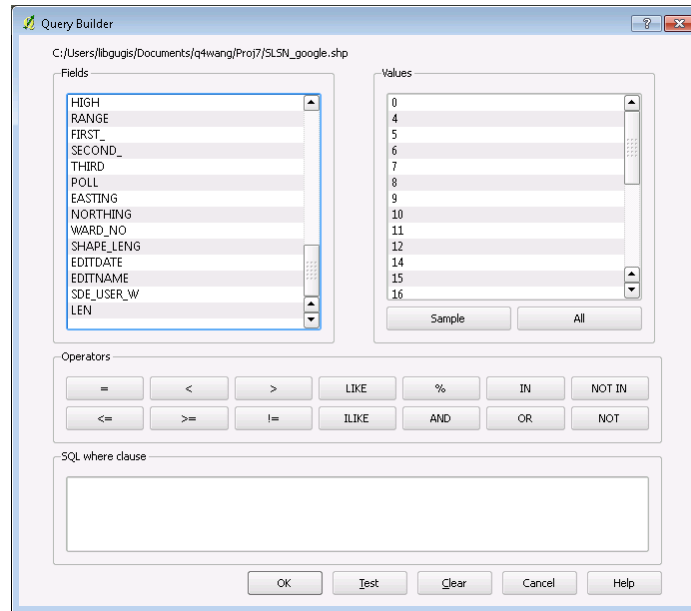 Query Builder
C:/Users/libgugis/Documents/q4wang/Proj7/SLSN_google.shp
Fields
HIGH
RANGE
FIRST_
SECOND_
THIRD
POLL
EASTING
NORTHING
WARD_NO
SHAPE_LENG
EDITDATE
EDITNAME
SDE_USER_W
LEN
Values
0
4
5
6
7
8
9
10
11
12
14
15
16
Sample All
Operators
= < > LIKE % IN NOT IN
<= >= != ILIKE AND OR NOT
SQL where clause
OK Test Clear Cancel Help